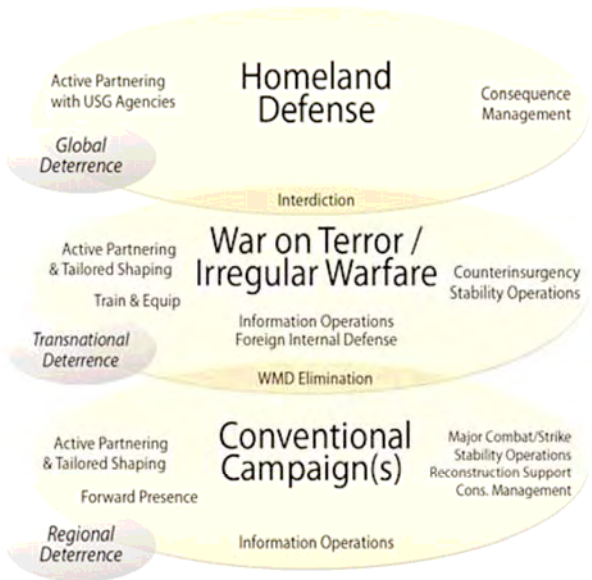 Homeland
Defense
Active Partnering
with USG Agencies
Consequence
Management
Global
Deterrence
Interdiction
War on Terror /
Irregular Warfare
Active Partnering
& Tailored Shaping
Train & Equip
Counterinsurgency
Stability Operations
Information Operations
Foreign Internal Defense
Transnational
Deterrence
WMD Elimination
Conventional
Campaign(s)
Active Partnering
& Tailored Shaping
Forward Presence
Major Combat/Strike
Stability Operations
Reconstruction Support
Cons. Management
Regional
Deterrence
Information Operations